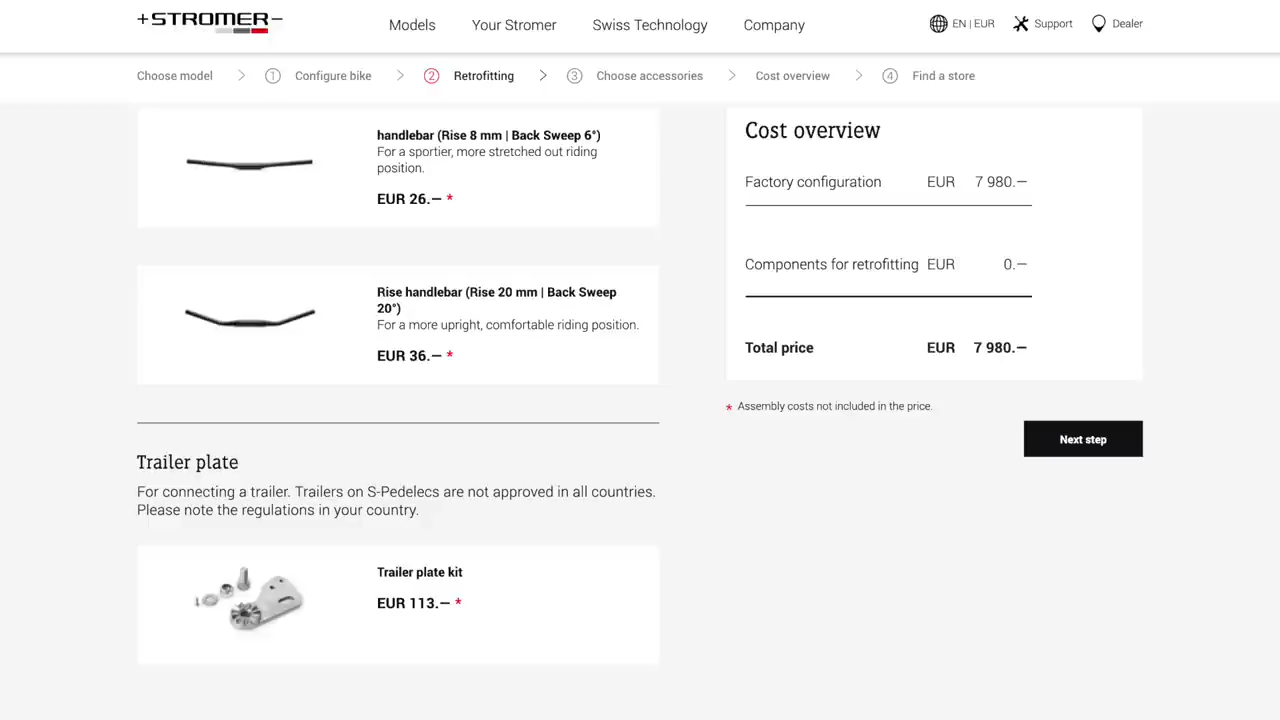 STROMER
Models
Your Stromer
Swiss Technology
Company
EN | EUR
Support
Dealer
Choose model
1 Configure bike
2 Retrofitting
3 Choose accessories
Cost overview
4 Find a store
handlebar (Rise 8 mm | Back Sweep 6°)
For a sportier, more stretched out riding
position.
EUR 26.— *
Rise handlebar (Rise 20 mm | Back Sweep
20°)
For a more upright, comfortable riding position.
EUR 36.— *
Trailer plate
For connecting a trailer. Trailers on S-Pedelecs are not approved in all countries.
Please note the regulations in your country.
Trailer plate kit
EUR 113.— *
Cost overview
Factory configuration EUR 7 980.—
Components for retrofitting EUR 0.—
Total price EUR 7 980.—
* Assembly costs not included in the price.
Next step